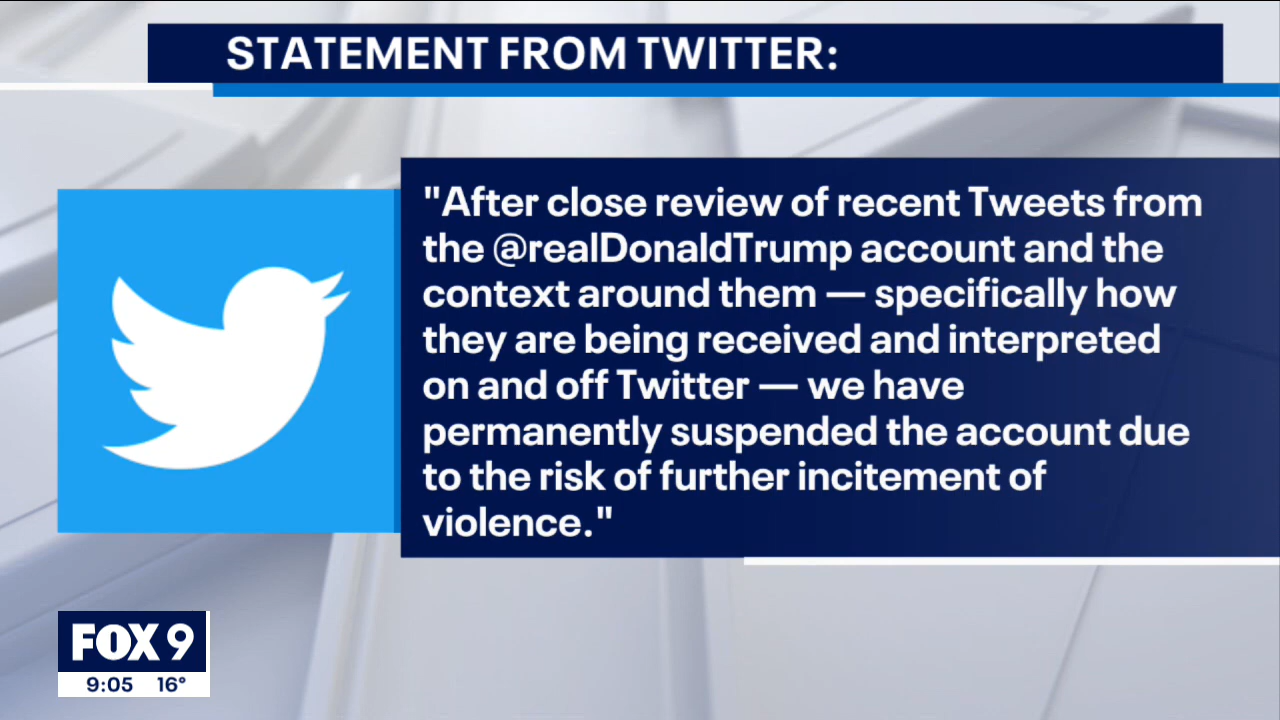 STATEMENT FROM TWITTER:
"After close review of recent Tweets from
the @realDonaldTrump account and the
context around them — specifically how
they are being received and interpreted
on and off Twitter — we have
permanently suspended the account due
to the risk of further incitement of
violence."
FOX 9
9:05 16°